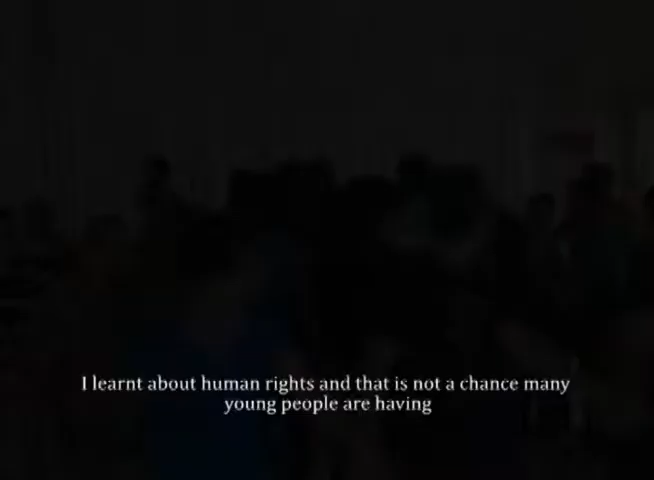 I learnt about human rights and that is not a chance many
young people are having